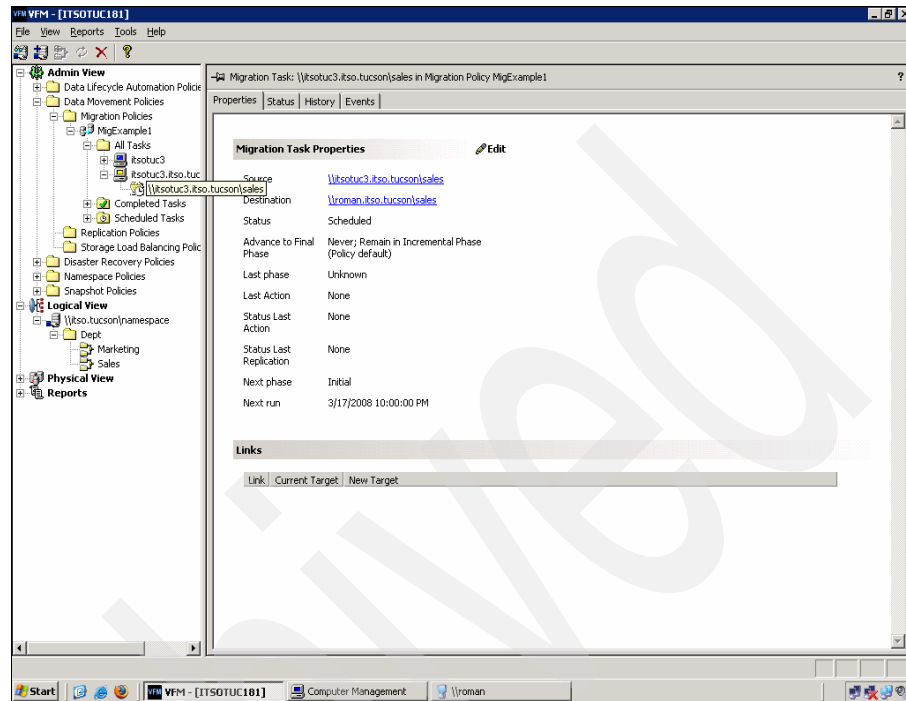 VFM VFM - [ITSOTUC181]
File View Reports Tools Help
Admin View
Data Lifecycle Automation Policie
Data Movement Policies
Migration Policies
MigExample1
All Tasks
itsotuc3
itsotuc3.itso.tuc
\\itsotuc3.itso.tucson\sales
Completed Tasks
Scheduled Tasks
Replication Policies
Storage Load Balancing Polic
Disaster Recovery Policies
Namespace Policies
Snapshot Policies
Logical View
\\itso.tucson\namespace
Dept
Marketing
Sales
Physical View
Reports
Migration Task: \\itsotuc3.itso.tucson\sales in Migration Policy MigExample1 ?
Properties Status History Events
Migration Task Properties Edit
Source \\itsotuc3.itso.tucson\sales
Destination \\roman.itso.tucson\sales
Status Scheduled
Advance to Final Phase Never; Remain in Incremental Phase (Policy default)
Last phase Unknown
Last Action None
Status Last Action None
Status Last Replication None
Next phase Initial
Next run 3/17/2008 10:00:00 PM
Links
Link Current Target New Target
Start VFM VFM - [ITSOTUC181] Computer Management \\roman